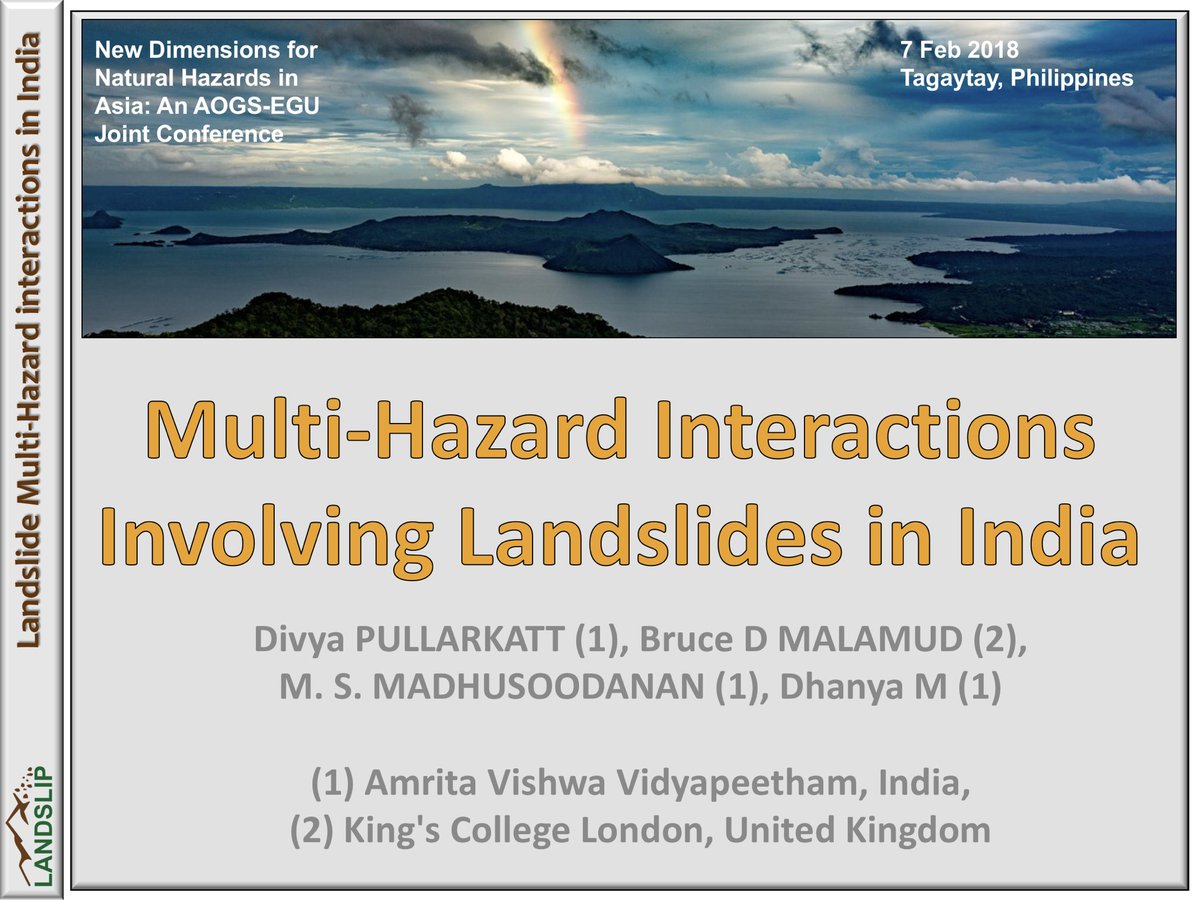 Landslide Multi-Hazard interactions in India
LANDSLIP
New Dimensions for
Natural Hazards in
Asia: An AOGS-EGU
Joint Conference
7 Feb 2018
Tagaytay, Philippines
Multi-Hazard Interactions
Involving Landslides in India
Divya PULLARKATT (1), Bruce D MALAMUD (2),
M. S. MADHUSOODANAN (1), Dhanya M (1)
(1) Amrita Vishwa Vidyapeetham, India,
(2) King's College London, United Kingdom